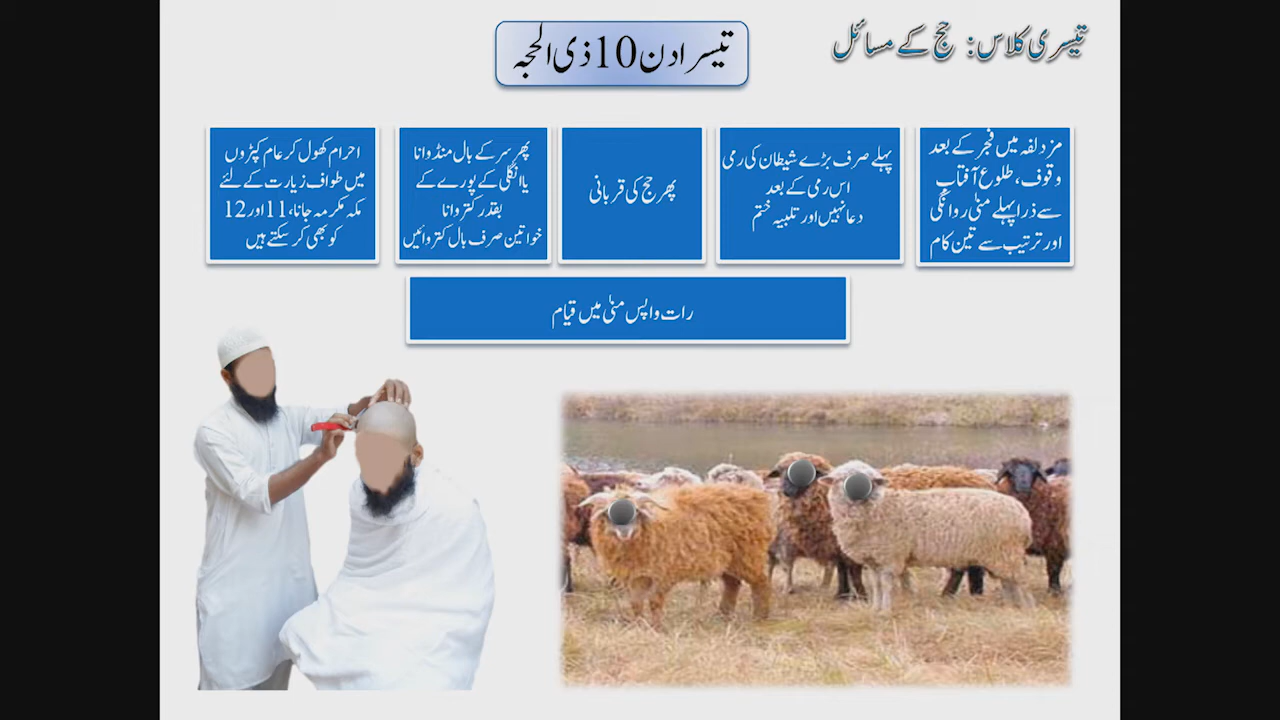 تیسری کلاس: حج کے مسائل
تیسرا دن 10 ذی الحجہ
مزدلفہ میں فجر کے بعد
وقوف، طلوع آفتاب
سے ذرا پہلے منیٰ روانگی
اور ترتیب سے تین کام
پہلے صرف بڑے شیطان کی رمی
اس رمی کے بعد
دعا نہیں اور تلبیہ ختم
پھر حج کی قربانی
پھر سر کے بال منڈوانا
یا انگلی کے پورے کے
بقدر کتروانا
خواتین صرف بال کتروائیں
احرام کھول کر عام کپڑوں
میں طواف زیارت کے لئے
مکہ مکرمہ جانا، 11 اور 12
کو بھی کر سکتے ہیں
رات واپس منیٰ میں قیام